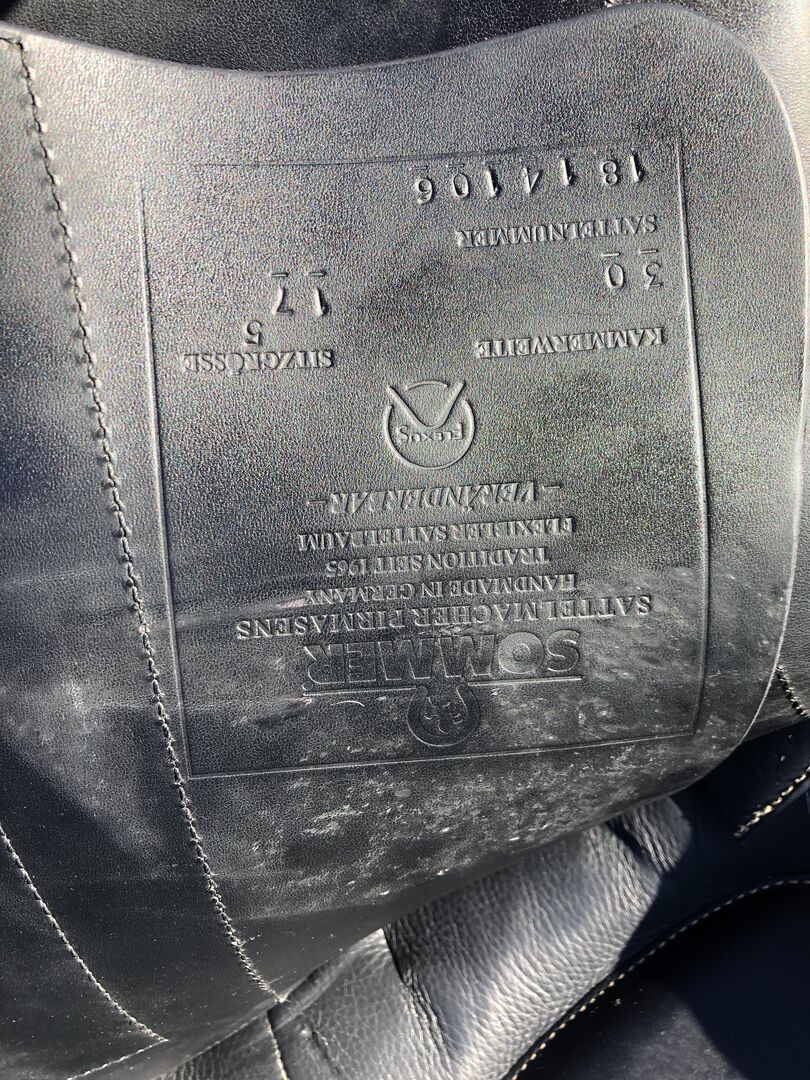 SOMMER
SATTELMACHER PIRMASENS
HANDMADE IN GERMANY
TRADITION SEIT 1965
FLEXIBLER SATTELBAUM
– VERÄNDERBAR –
FLEXUS
KAMMERWEITE SITZGRÖSSE
30 17 5
SATTELNUMMER
1814106